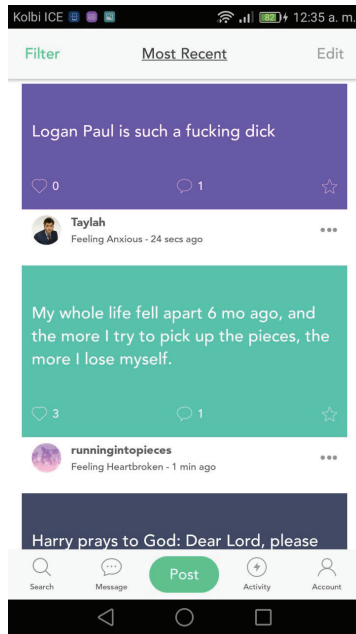 Kolbi ICE 82 12:35 a. m.
Filter Most Recent Edit
Logan Paul is such a fucking dick
0 1
Taylah
Feeling Anxious - 24 secs ago
My whole life fell apart 6 mo ago, and
the more I try to pick up the pieces, the
more I lose myself.
3 1
runningintopieces
Feeling Heartbroken - 1 min ago
Harry prays to God: Dear Lord, please
Search Message Post Activity Account